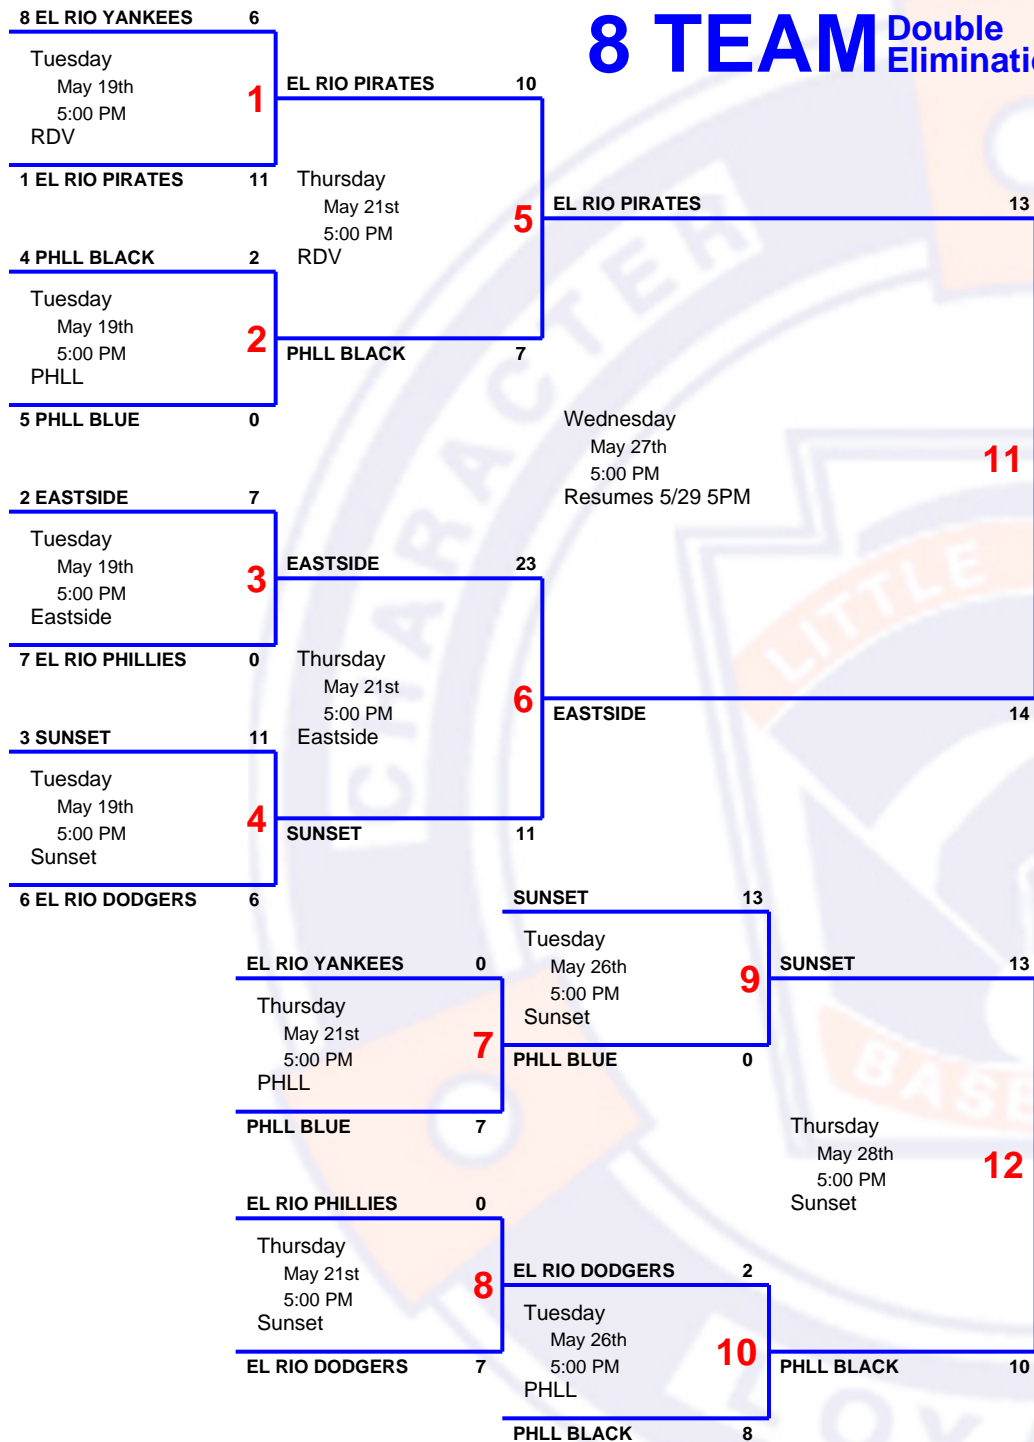 8 TEAM Double
Eliminatio
8 EL RIO YANKEES 6
Tuesday
May 19th
5:00 PM
RDV
1
1 EL RIO PIRATES 11
EL RIO PIRATES 10
Thursday
May 21st
5:00 PM
RDV
5
4 PHLL BLACK 2
Tuesday
May 19th
5:00 PM
PHLL
2
5 PHLL BLUE 0
PHLL BLACK 7
EL RIO PIRATES 13
Wednesday
May 27th
5:00 PM
Resumes 5/29 5PM
11
2 EASTSIDE 7
Tuesday
May 19th
5:00 PM
Eastside
3
7 EL RIO PHILLIES 0
EASTSIDE 23
Thursday
May 21st
5:00 PM
Eastside
6
EASTSIDE 14
3 SUNSET 11
Tuesday
May 19th
5:00 PM
Sunset
4
6 EL RIO DODGERS 6
SUNSET 11
SUNSET 13
Tuesday
May 26th
5:00 PM
Sunset
9
SUNSET 13
EL RIO YANKEES 0
Thursday
May 21st
5:00 PM
PHLL
7
PHLL BLUE 7
PHLL BLUE 0
Thursday
May 28th
5:00 PM
Sunset
12
EL RIO PHILLIES 0
Thursday
May 21st
5:00 PM
Sunset
8
EL RIO DODGERS 7
EL RIO DODGERS 2
Tuesday
May 26th
5:00 PM
PHLL
10
PHLL BLACK 10
PHLL BLACK 8
CHARACTER
LITTLE